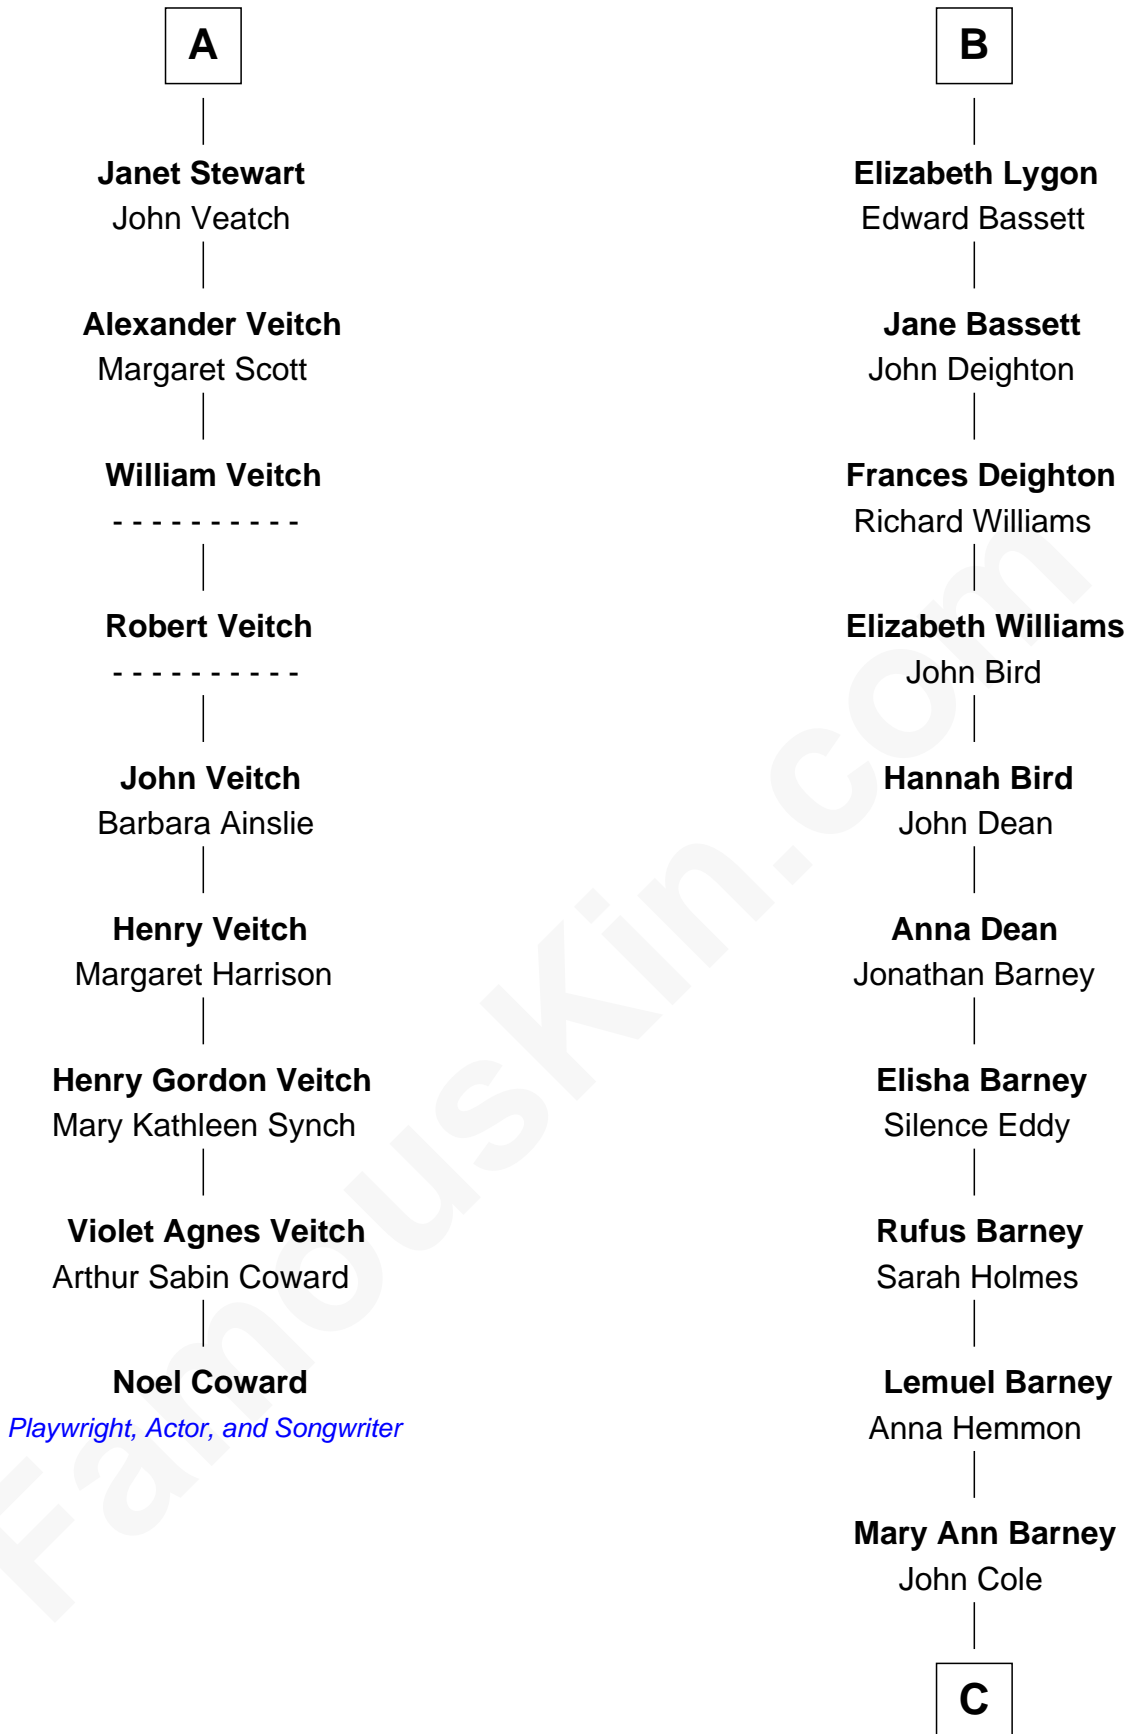 A
Janet Stewart
John Veatch
Alexander Veitch
Margaret Scott
William Veitch
- - - - - - - - - -
Robert Veitch
- - - - - - - - - -
John Veitch
Barbara Ainslie
Henry Veitch
Margaret Harrison
Henry Gordon Veitch
Mary Kathleen Synch
Violet Agnes Veitch
Arthur Sabin Coward
Noel Coward
Playwright, Actor, and Songwriter
B
Elizabeth Lygon
Edward Bassett
Jane Bassett
John Deighton
Frances Deighton
Richard Williams
Elizabeth Williams
John Bird
Hannah Bird
John Dean
Anna Dean
Jonathan Barney
Elisha Barney
Silence Eddy
Rufus Barney
Sarah Holmes
Lemuel Barney
Anna Hemmon
Mary Ann Barney
John Cole
C
FamousKin.com